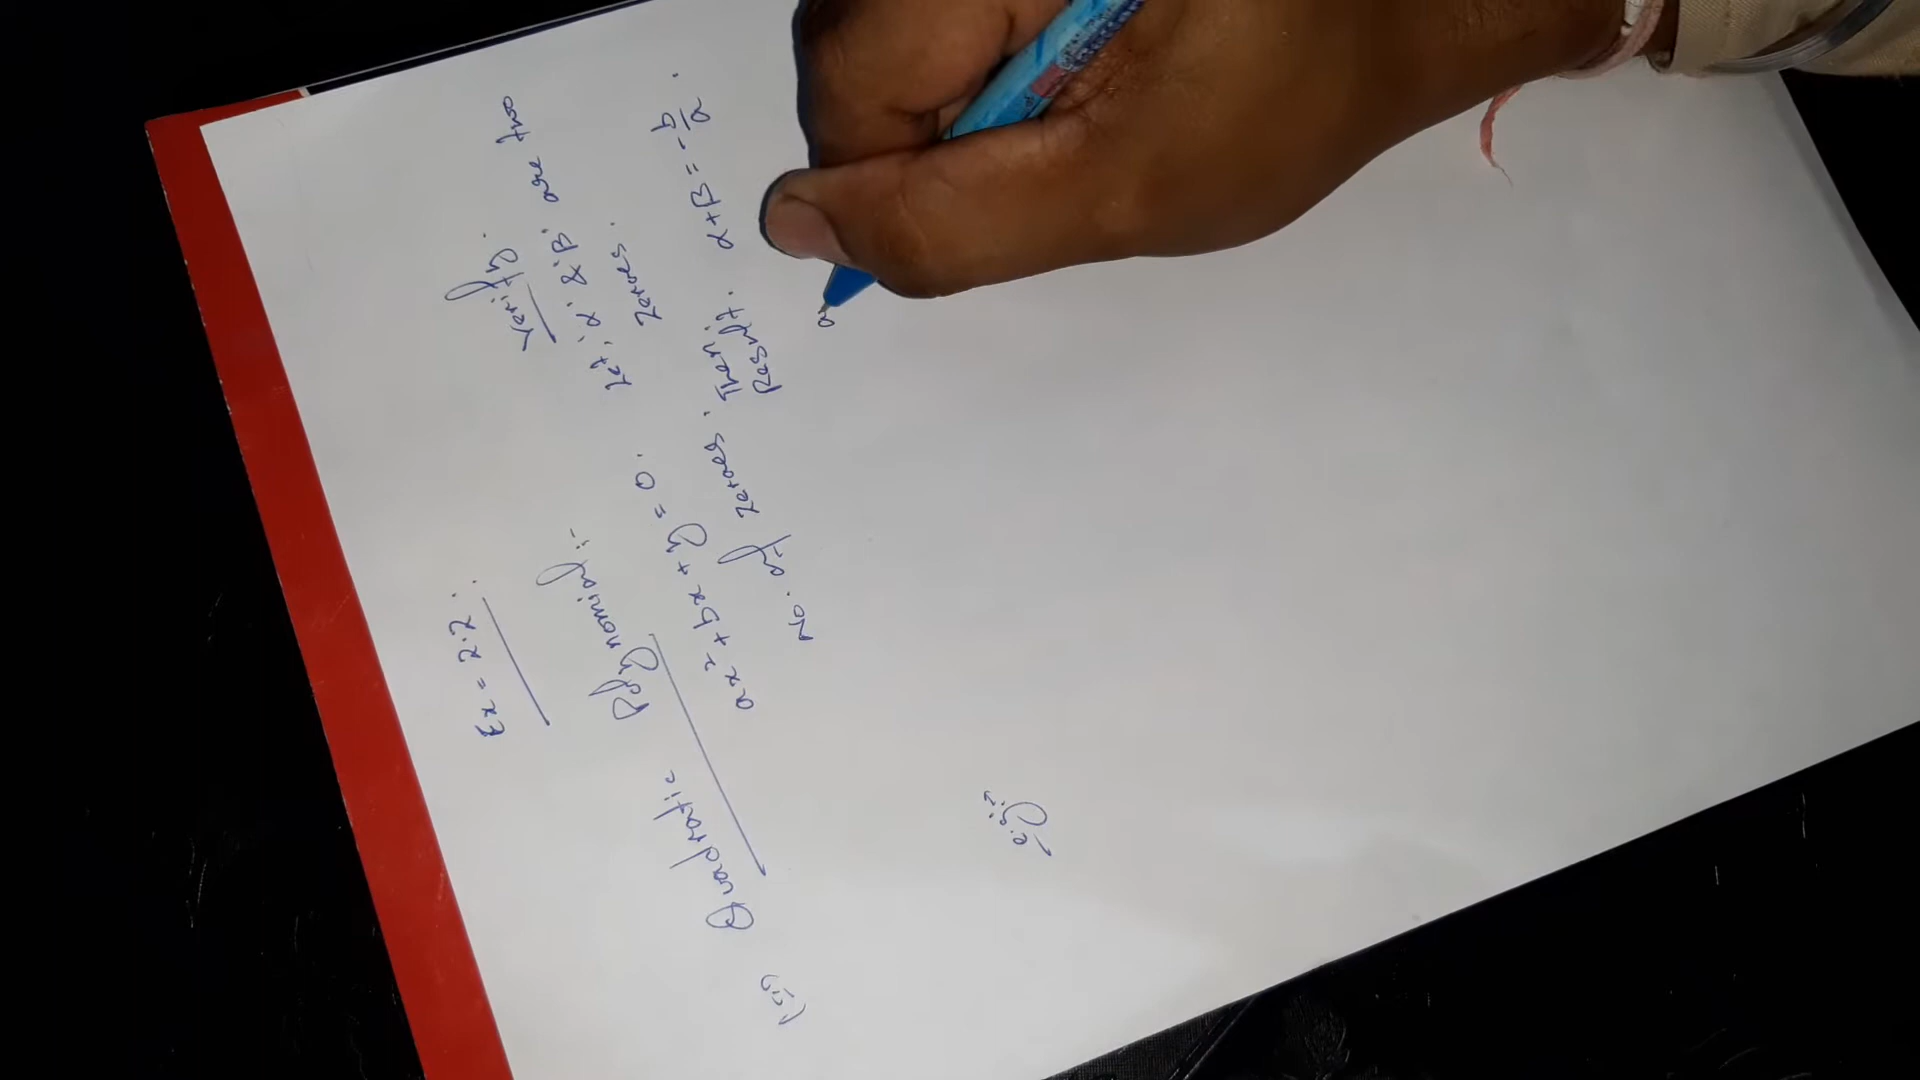 Ex = 2.2 :
Verify.
(ii) Quadratic Polynomial :-
Let 'α' & 'β' are two
Zeroes.
ax² + bx + y = 0.
Then:
Result. α+β = -b/a .
No. of Zeroes.
α
e.g:-